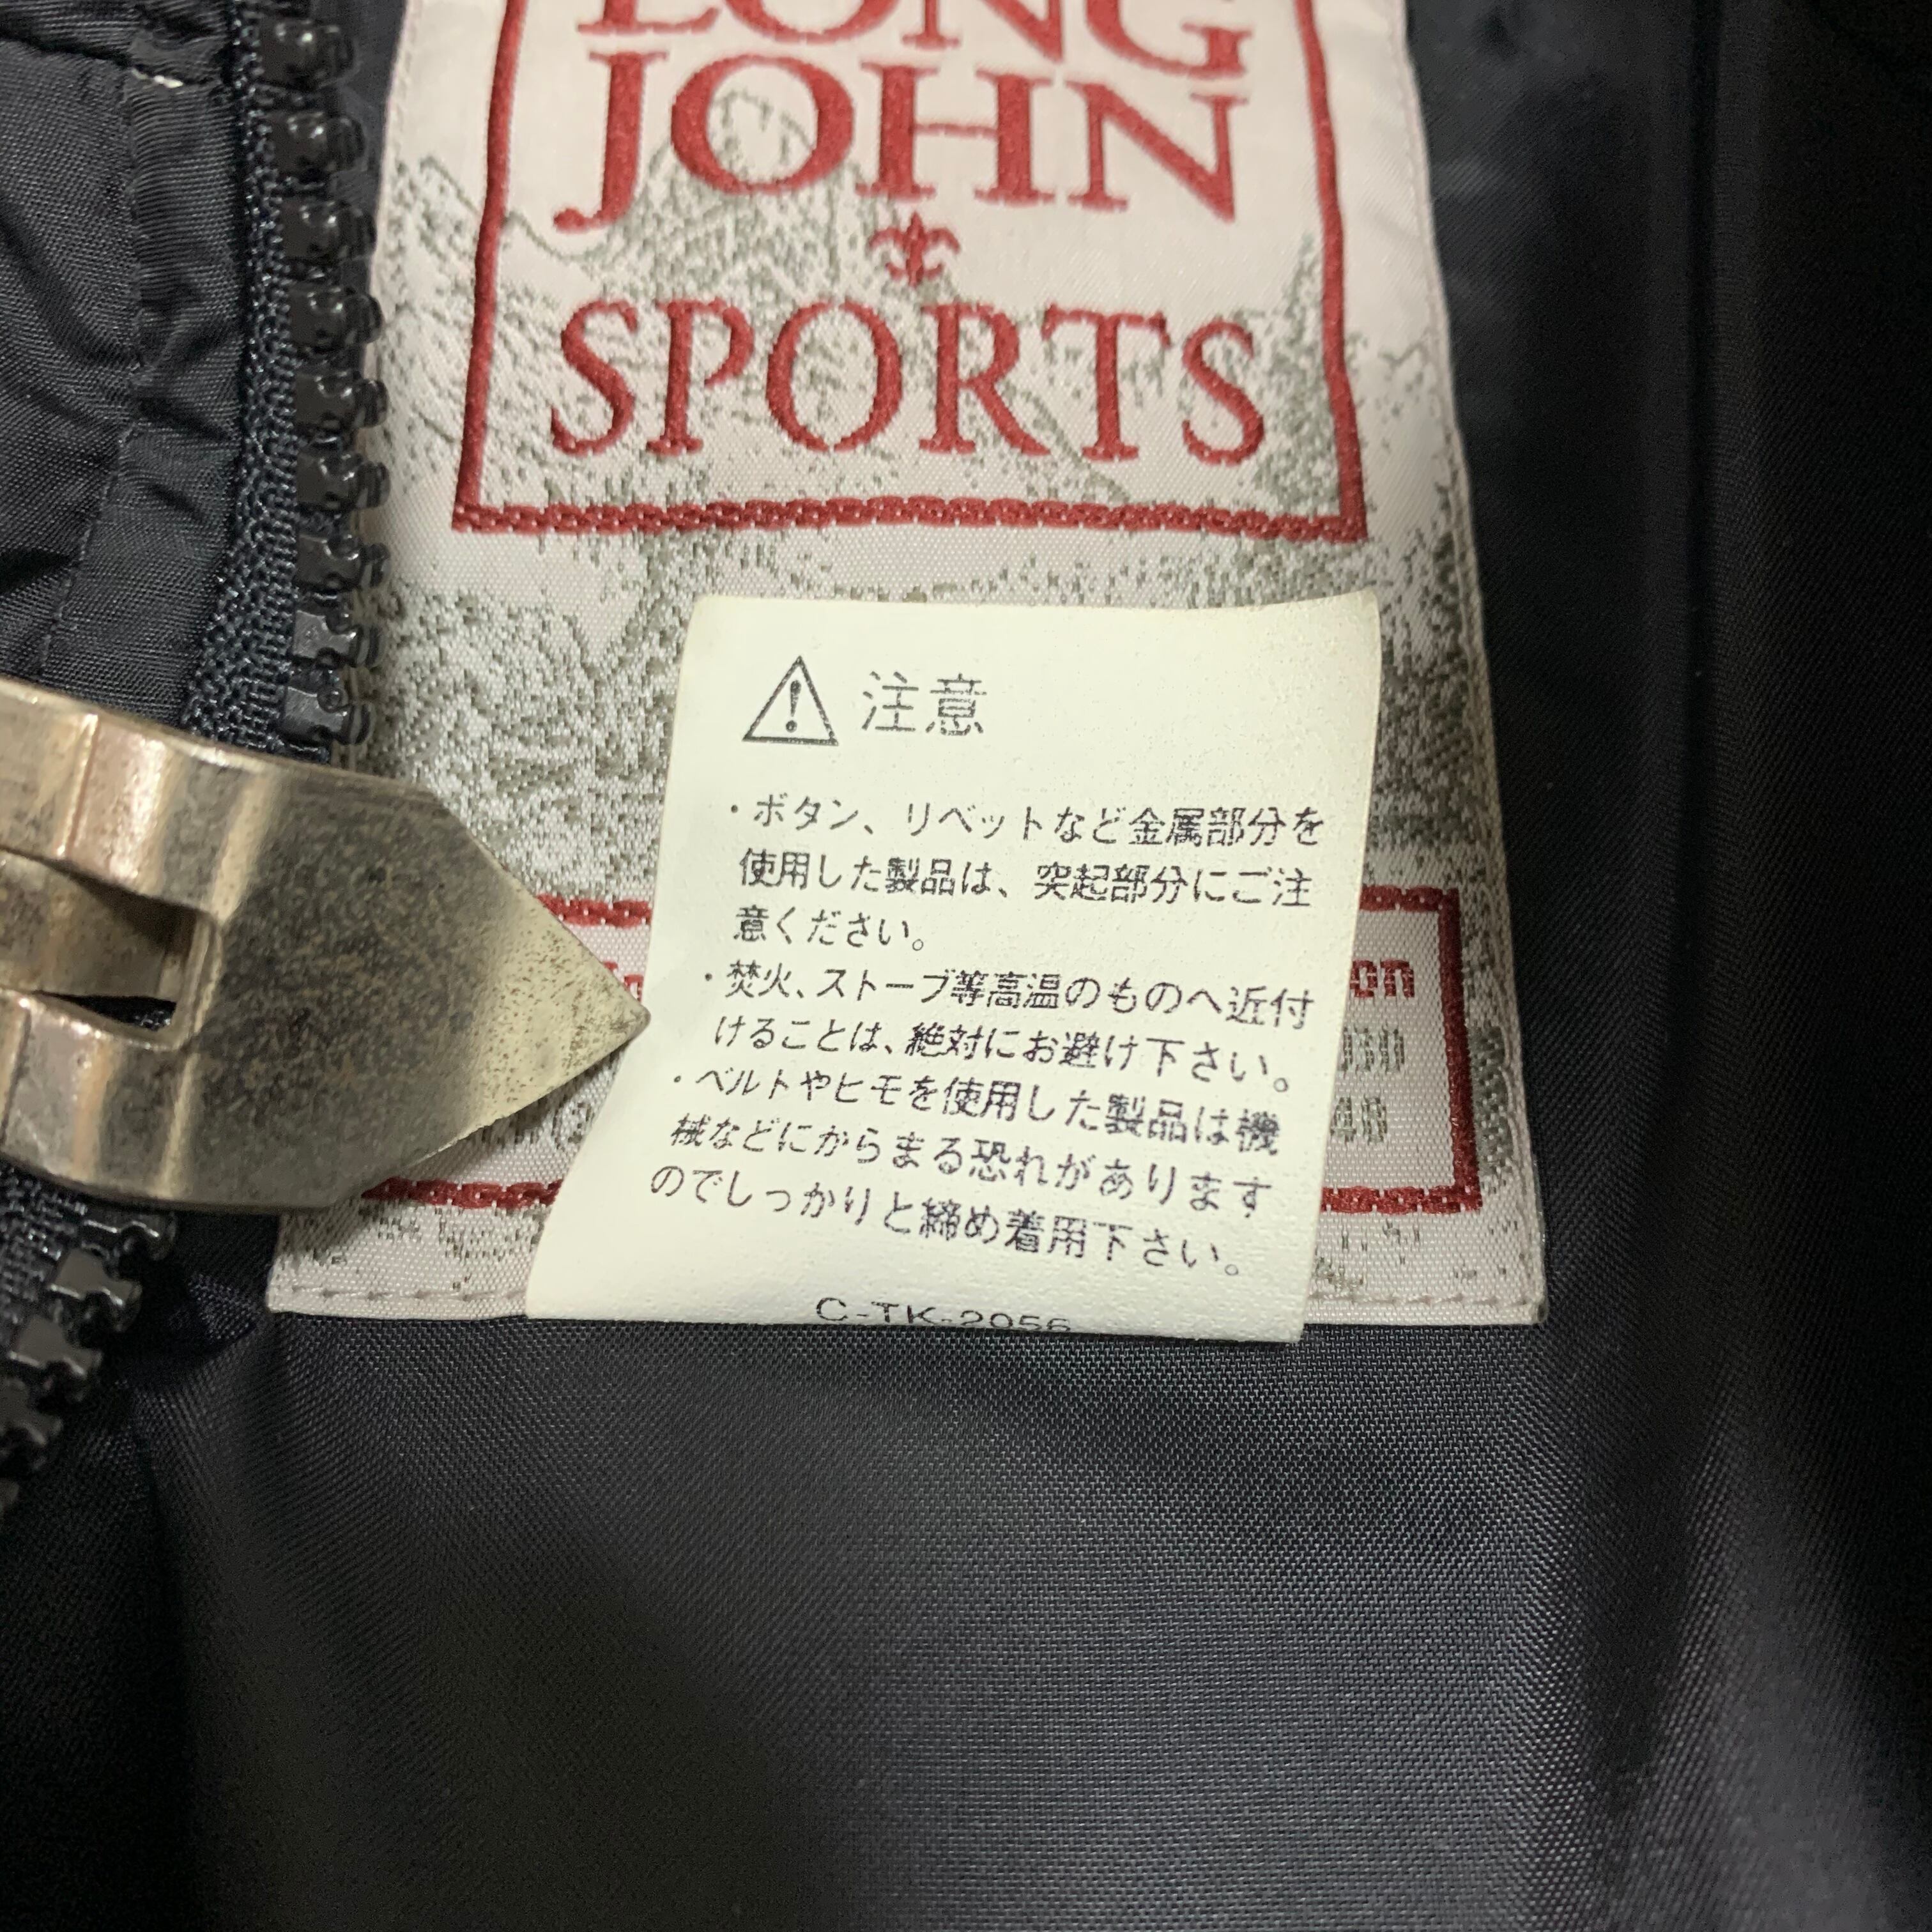 LONG
JOHN
SPORTS
注意
・ボタン、リベットなど金属部分を
使用した製品は、突起部分にご注
意ください。
・焚火、ストーブ等高温のものへ近付
けることは、絶対にお避け下さい。
・ベルトやヒモを使用した製品は機
械などにからまる恐れがあります
のでしっかりと締め着用下さい。
C-TK-2056